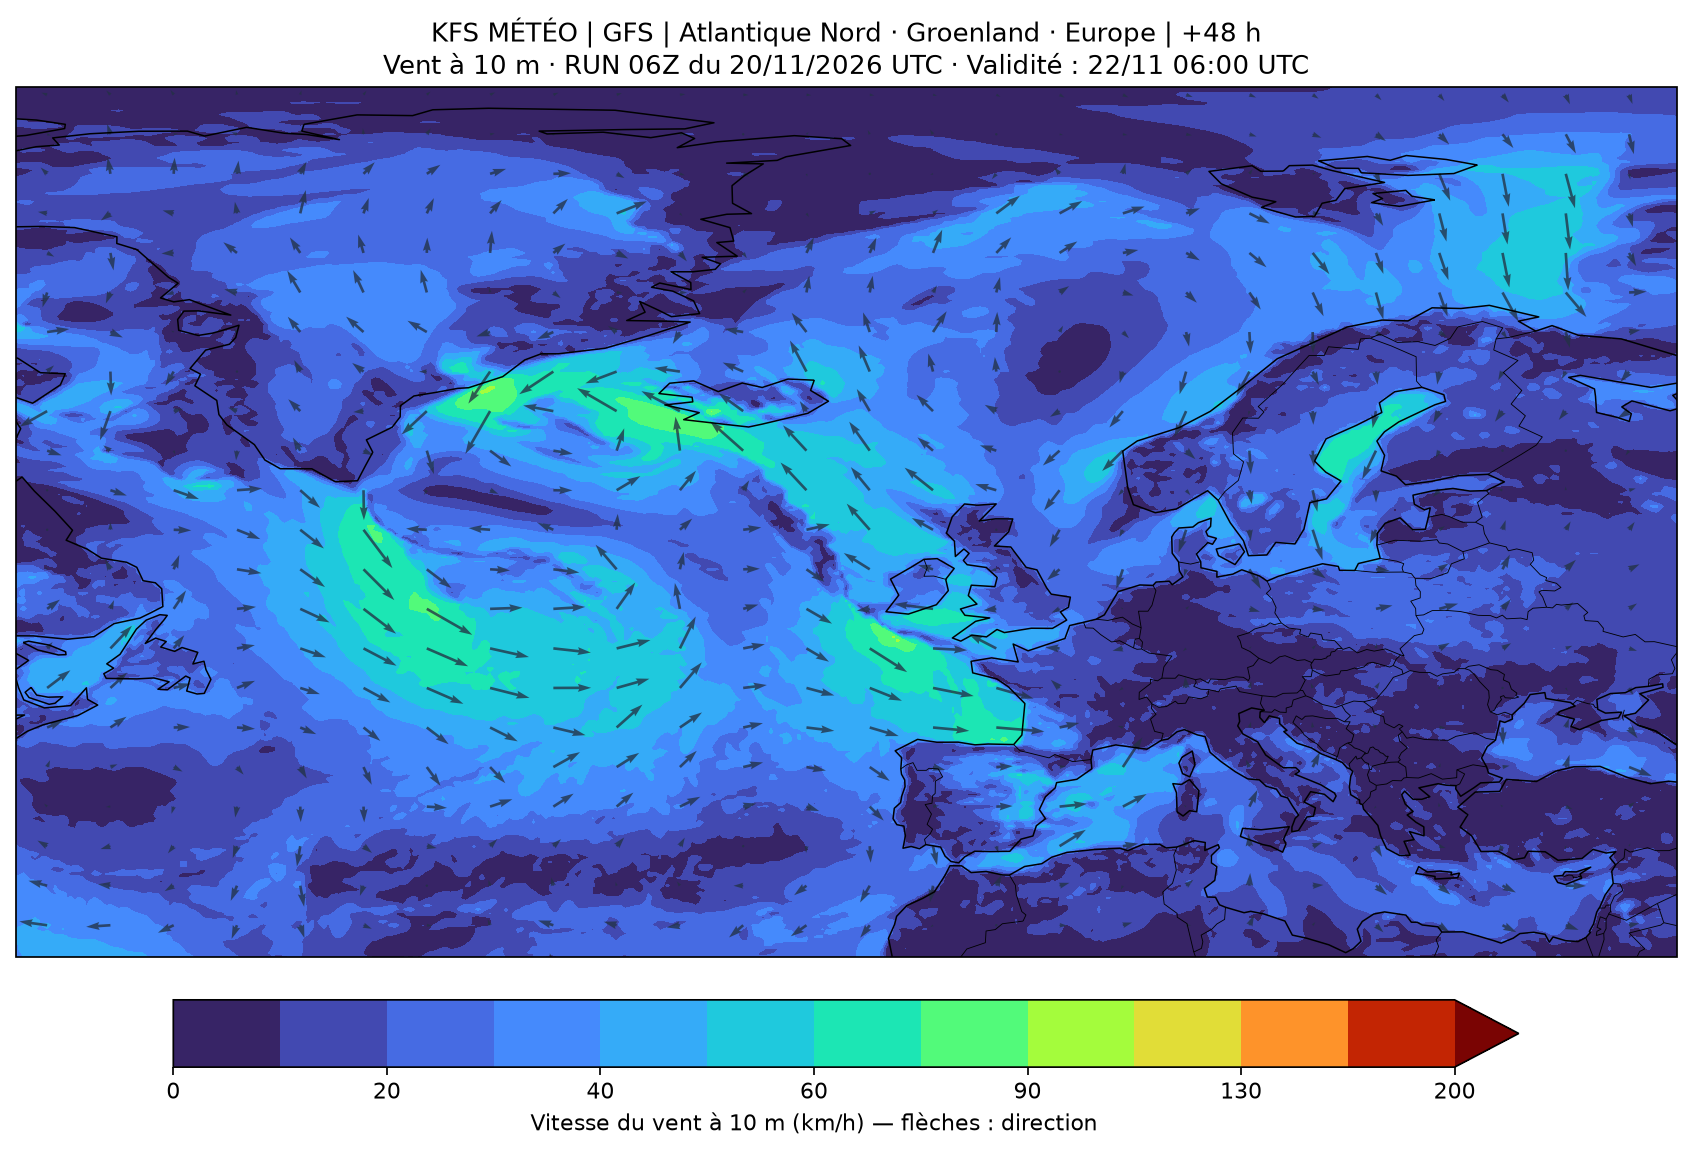 KFS MÉTÉO | GFS | Atlantique Nord · Groenland · Europe | +48 h
Vent à 10 m · RUN 06Z du 20/11/2026 UTC · Validité : 22/11 06:00 UTC
0 20 40 60 90 130 200
Vitesse du vent à 10 m (km/h) — flèches : direction